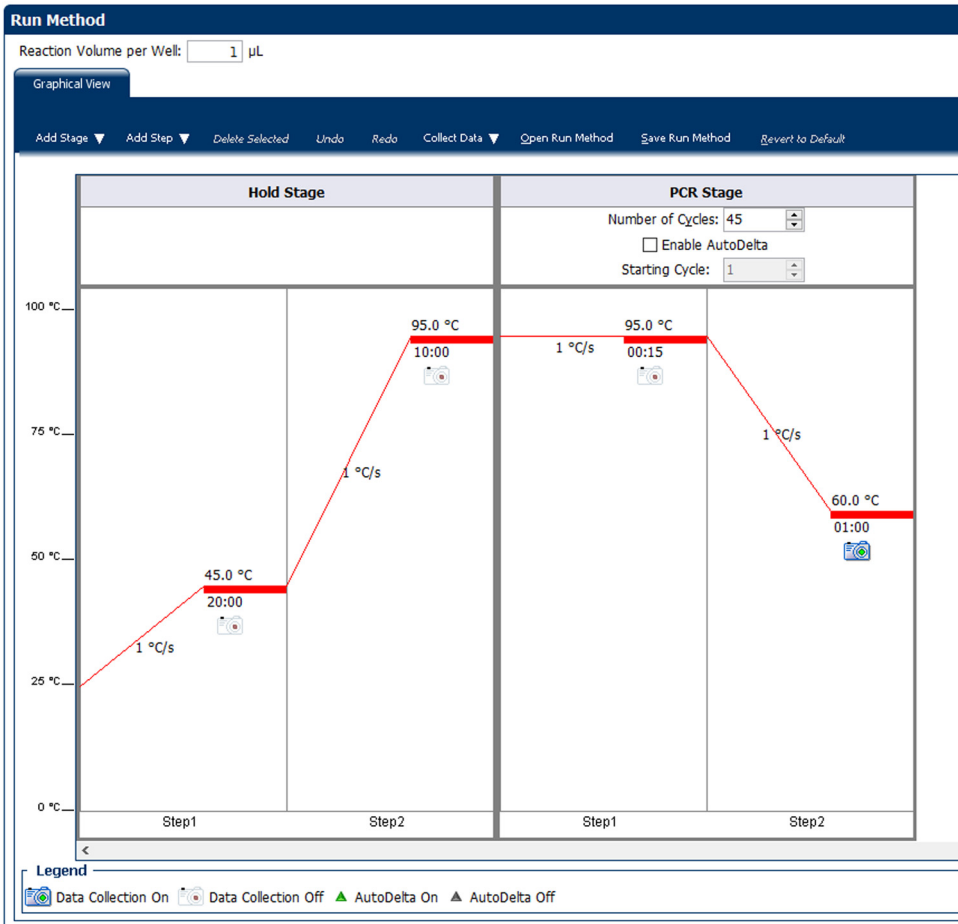 Run Method
Reaction Volume per Well: 1 µL
Graphical View
Add Stage ▼ Add Step ▼ Delete Selected Undo Redo Collect Data ▼ Open Run Method Save Run Method Revert to Default
Hold Stage PCR Stage
Number of Cycles: 45
Enable AutoDelta
Starting Cycle: 1
100 °C
95.0 °C 95.0 °C
10:00 1 °C/s 00:15
75 °C 1 °C/s
1 °C/s
60.0 °C
01:00
50 °C
45.0 °C
20:00
1 °C/s
25 °C
0 °C
Step1 Step2 Step1 Step2
<
Legend
Data Collection On Data Collection Off ▲ AutoDelta On ▲ AutoDelta Off